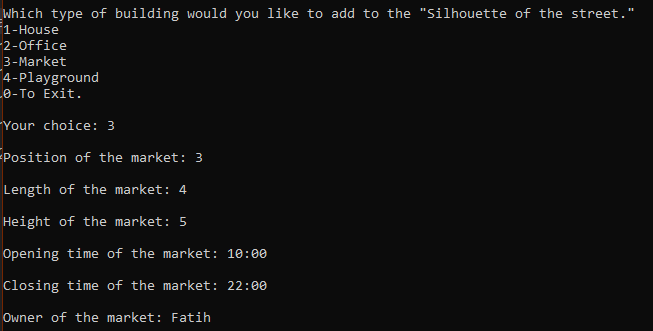 Which type of building would you like to add to the "Silhouette of the street."
1-House
2-Office
3-Market
4-Playground
0-To Exit.
Your choice: 3
Position of the market: 3
Length of the market: 4
Height of the market: 5
Opening time of the market: 10:00
Closing time of the market: 22:00
Owner of the market: Fatih